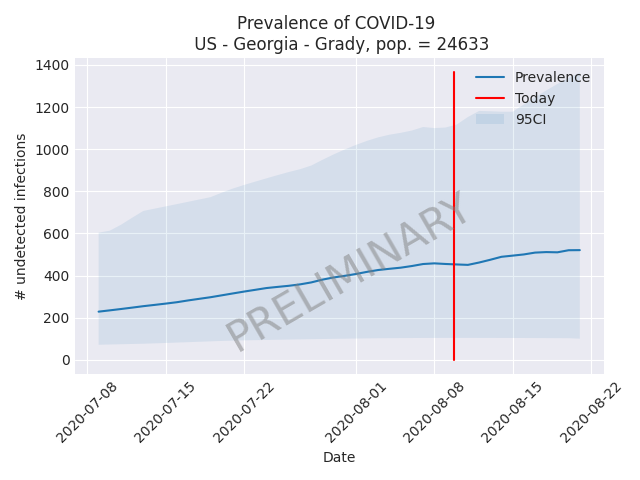 Prevalence of COVID-19
US - Georgia - Grady, pop. = 24633
# undetected infections
1400
1200
1000
800
600
400
200
0
Prevalence
Today
95CI
PRELIMINARY
2020-07-08
2020-07-15
2020-07-22
2020-08-01
2020-08-08
2020-08-15
2020-08-22
Date